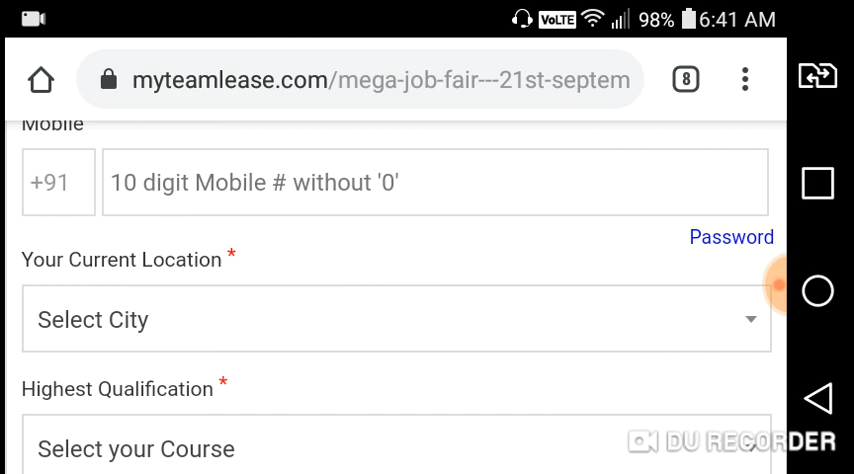 VoLTE 98% 6:41 AM
myteamlease.com/mega-job-fair---21st-septem 8
Mobile
+91 10 digit Mobile # without '0'
Password
Your Current Location *
Select City
Highest Qualification *
Select your Course
DU RECORDER